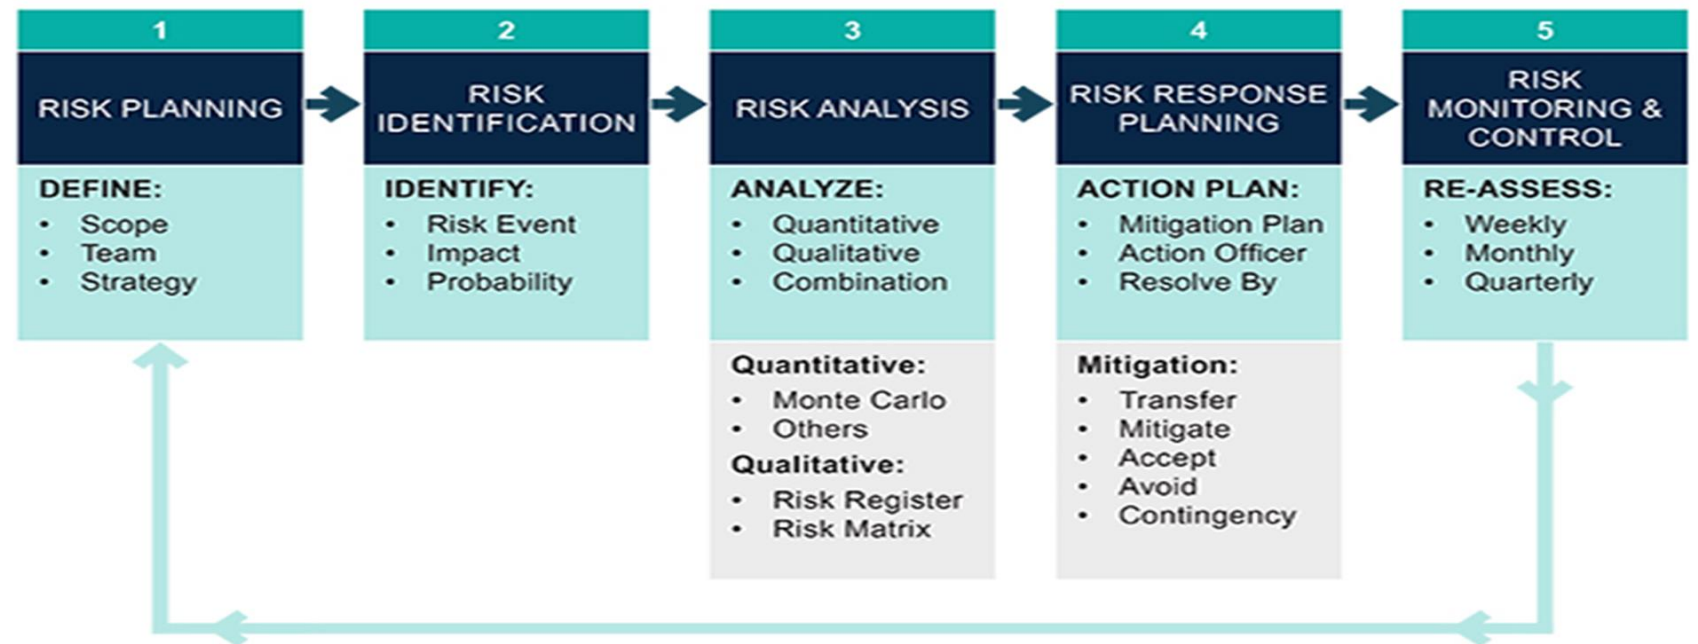 1
RISK PLANNING
DEFINE:
• Scope
• Team
• Strategy
2
RISK
IDENTIFICATION
IDENTIFY:
• Risk Event
• Impact
• Probability
3
RISK ANALYSIS
ANALYZE:
• Quantitative
• Qualitative
• Combination
Quantitative:
• Monte Carlo
• Others
Qualitative:
• Risk Register
• Risk Matrix
4
RISK RESPONSE
PLANNING
ACTION PLAN:
• Mitigation Plan
• Action Officer
• Resolve By
Mitigation:
• Transfer
• Mitigate
• Accept
• Avoid
• Contingency
5
RISK
MONITORING &
CONTROL
RE-ASSESS:
• Weekly
• Monthly
• Quarterly